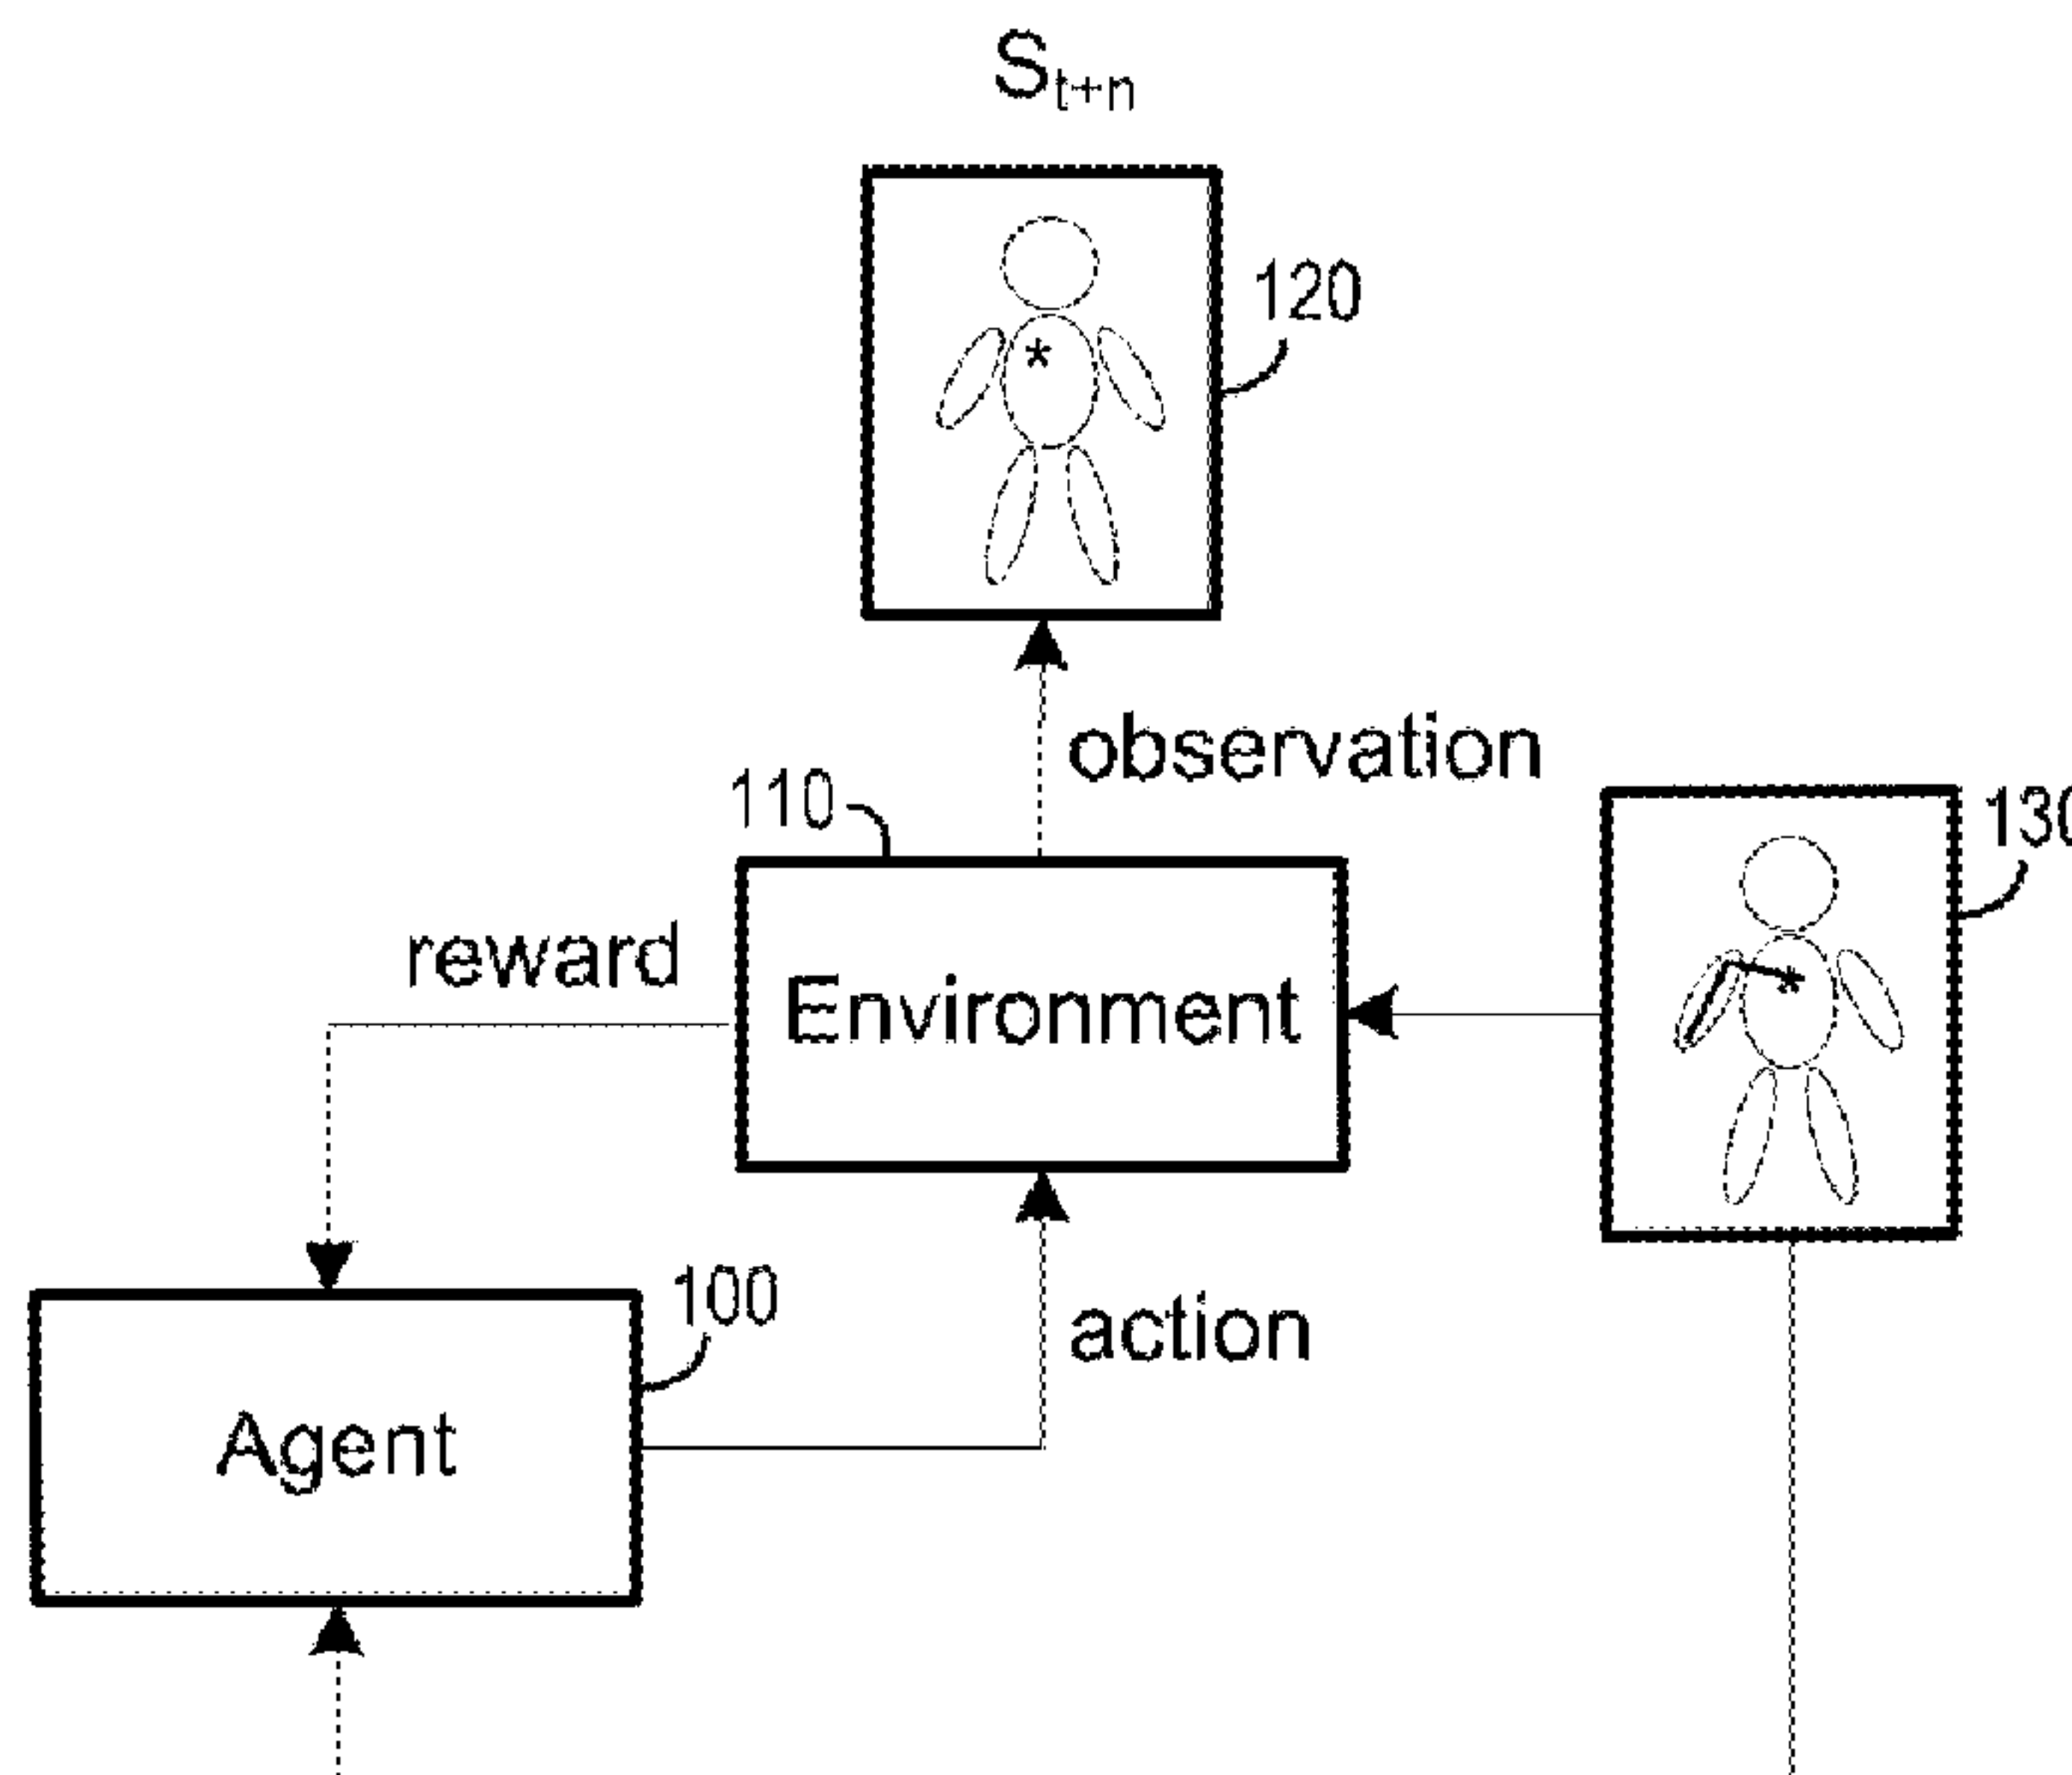 S_{t+n}
120
observation
110
130
reward
Environment
100
action
Agent